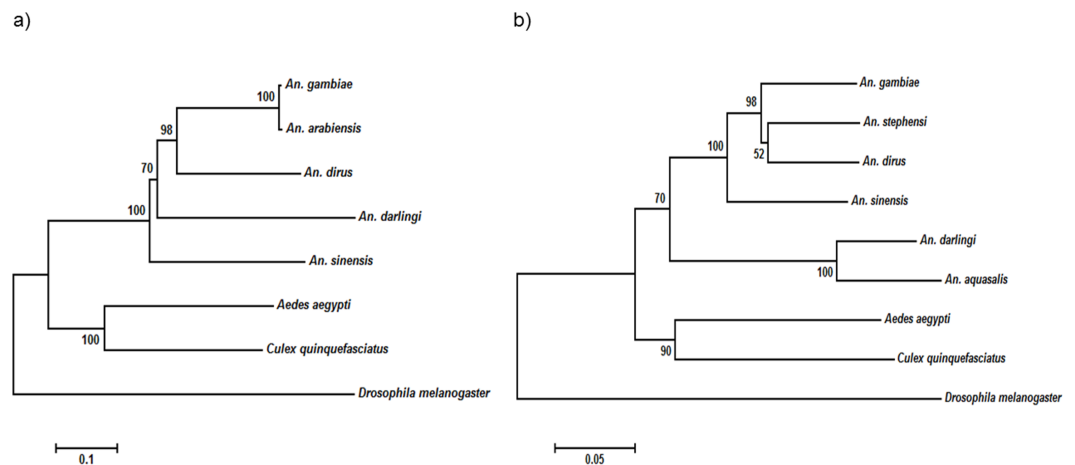 a)
100
An. gambiae
An. arabiensis
98
An. dirus
70
An. darlingi
100
An. sinensis
Aedes aegypti
100
Culex quinquefasciatus
Drosophila melanogaster
0.1
b)
An. gambiae
98
An. stephensi
100
52
An. dirus
70
An. sinensis
An. darlingi
100
An. aquasalis
Aedes aegypti
90
Culex quinquefasciatus
Drosophila melanogaster
0.05